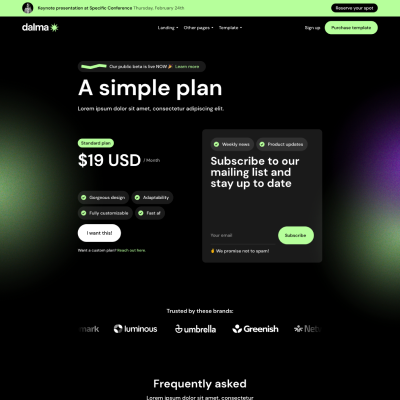 Keynote presentation at Specific Conference Thursday, February 24th
Reserve your spot
dalma
Landing
Other pages
Template
Sign up
Purchase template
Our public beta is live NOW 🎉 Learn more
A simple plan
Lorem ipsum dolor sit amet, consectetur adipiscing elit.
Standard plan
$19 USD / Month
Gorgeous design
Adaptability
Fully customizable
Fast af
I want this!
Want a custom plan? Reach out here
Weekly news
Product updates
Subscribe to our
mailing list and
stay up to date
Your email
Subscribe
✌ We promise not to spam!
Trusted by these brands:
mark
luminous
umbrella
Greenish
Net
Frequently asked
Lorem ipsum dolor sit amet, consectetur